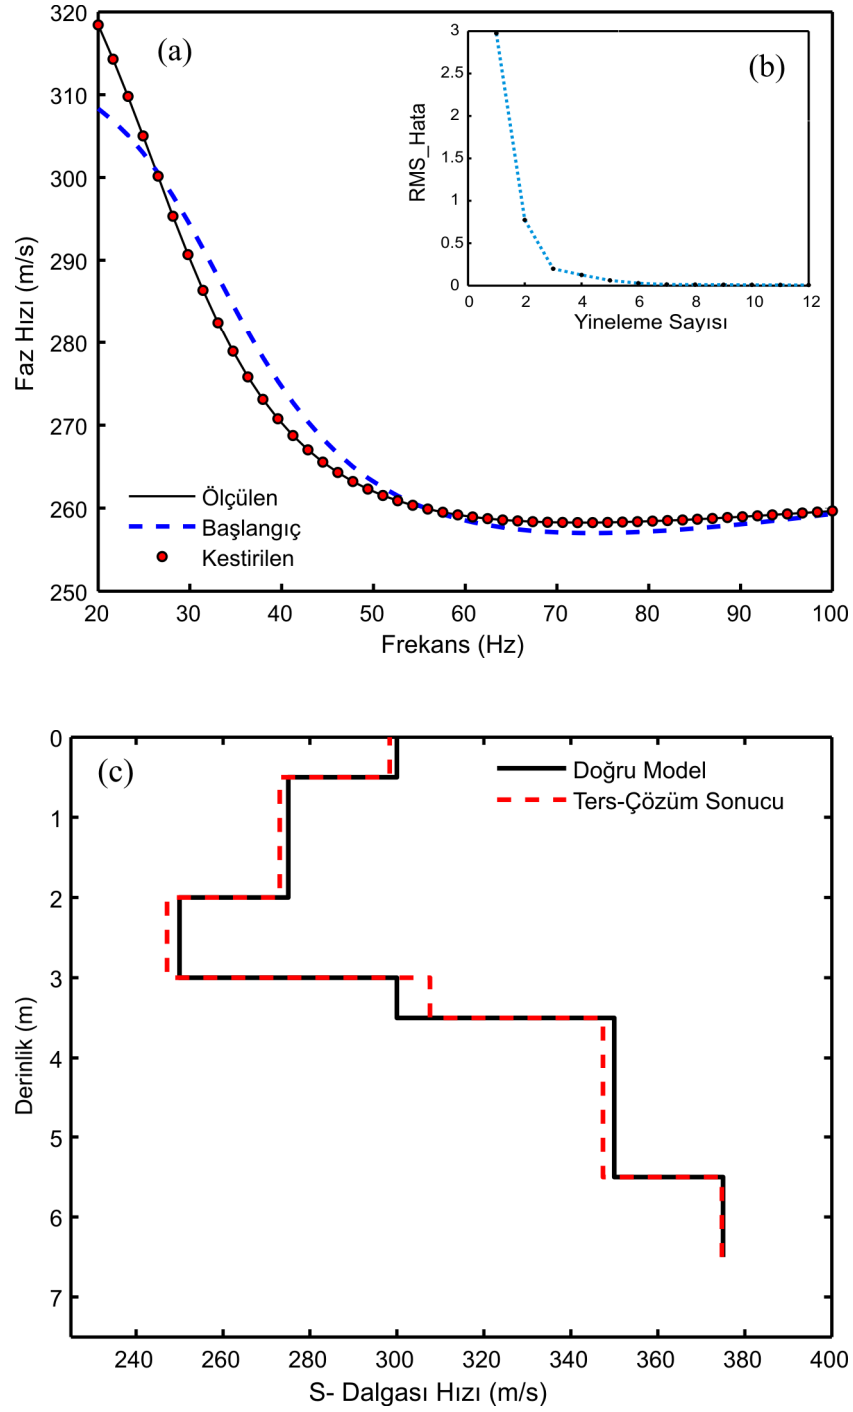 320
310
300
290
280
270
260
250
Faz Hızı (m/s)
(a)
Ölçülen
Başlangıç
Kestirilen
20 30 40 50 60 70 80 90 100
Frekans (Hz)
3
2.5
2
1
1
0.5
0
RMS_Hata
(b)
0 2 4 6 8 10 12
Yineleme Sayısı
0
1
2
3
4
5
6
7
Derinlik (m)
(c)
Doğru Model
Ters-Çözüm Sonucu
240 260 280 300 320 340 360 380 400
S- Dalgası Hızı (m/s)